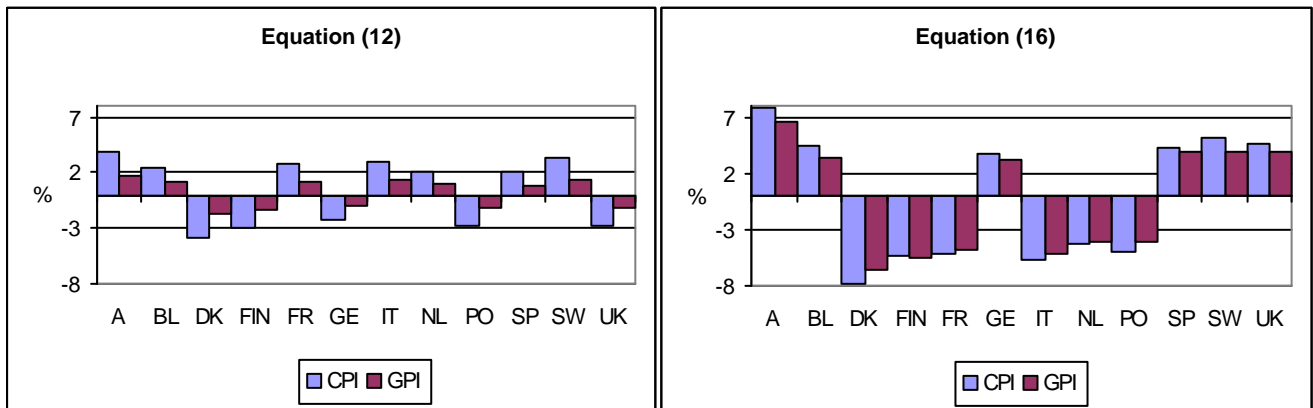 Equation (12)
7
2
%
-3
-8
A BL DK FIN FR GE IT NL PO SP SW UK
CPI GPI
Equation (16)
7
2
%
-3
-8
A BL DK FIN FR GE IT NL PO SP SW UK
CPI GPI